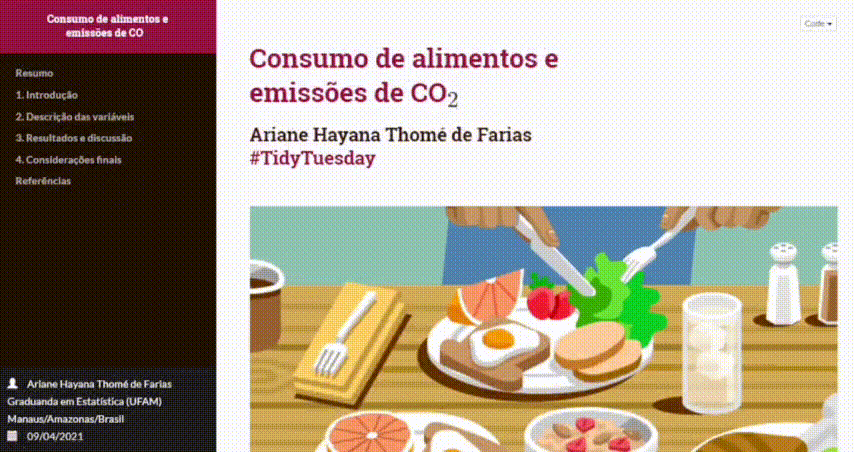 Consumo de alimentos e
emissões de CO
Resumo
1. Introdução
2. Descrição das variáveis
3. Resultados e discussão
4. Considerações finais
Referências
Ariane Hayana Thomé de Farias
Graduanda em Estatística (UFAM)
Manaus/Amazonas/Brasil
09/04/2021
Code
Consumo de alimentos e
emissões de CO₂
Ariane Hayana Thomé de Farias
#TidyTuesday